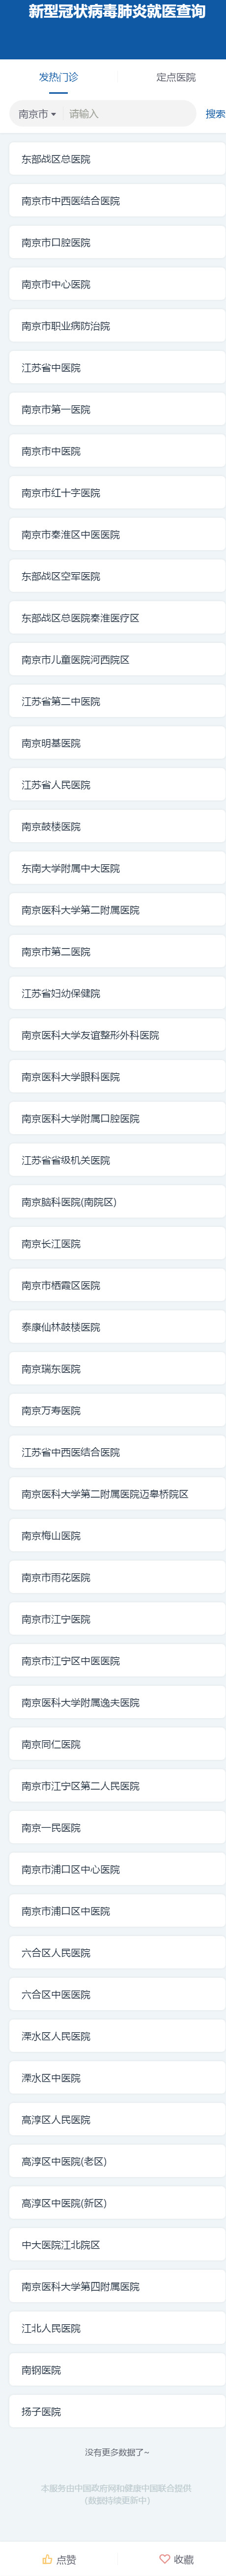 新型冠状病毒肺炎就医查询
发热门诊 定点医院
南京市 请输入 搜索
东部战区总医院
南京市中西医结合医院
南京市口腔医院
南京市中心医院
南京市职业病防治院
江苏省中医院
南京市第一医院
南京市中医院
南京市红十字医院
南京市秦淮区中医医院
东部战区空军医院
东部战区总医院秦淮医疗区
南京市儿童医院河西院区
江苏省第二中医院
南京明基医院
江苏省人民医院
南京鼓楼医院
东南大学附属中大医院
南京医科大学第二附属医院
南京市第二医院
江苏省妇幼保健院
南京医科大学友谊整形外科医院
南京医科大学眼科医院
南京医科大学附属口腔医院
江苏省省级机关医院
南京脑科医院(南院区)
南京长江医院
南京市栖霞区医院
泰康仙林鼓楼医院
南京瑞东医院
南京万寿医院
江苏省中西医结合医院
南京医科大学第二附属医院迈皋桥院区
南京梅山医院
南京市雨花医院
南京市江宁医院
南京市江宁区中医医院
南京医科大学附属逸夫医院
南京同仁医院
南京市江宁区第二人民医院
南京一民医院
南京市浦口区中心医院
南京市浦口区中医院
六合区人民医院
六合区中医医院
溧水区人民医院
溧水区中医院
高淳区人民医院
高淳区中医院(老区)
高淳区中医院(新区)
中大医院江北院区
南京医科大学第四附属医院
江北人民医院
南钢医院
扬子医院
没有更多数据了~
本服务由中国政府网和健康中国联合提供
(数据持续更新中)
点赞 收藏